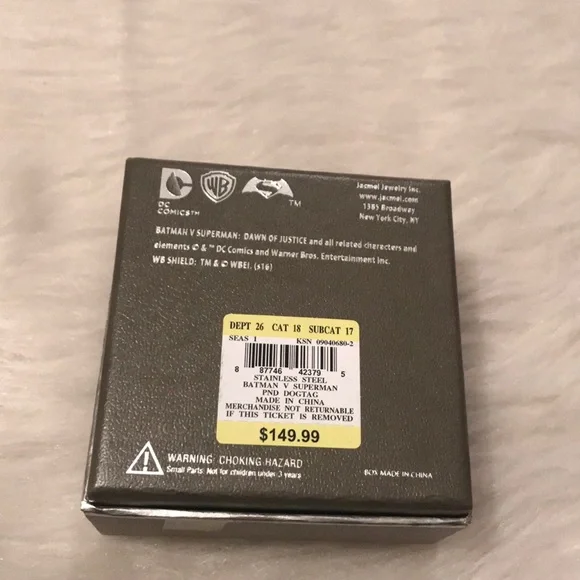 DC
COMICS™
WB
TM
Jacmel Jewelry Inc.
www.jacmel.com
1385 Broadway
New York City, NY
BATMAN V SUPERMAN: DAWN OF JUSTICE and all related characters and
elements © & ™ DC Comics and Warner Bros. Entertainment Inc.
WB SHIELD: TM & © WBEI. (s16)
DEPT 26 CAT 18 SUBCAT 17
SEAS 1 KSN 09040680-2
8 87746 42379 5
STAINLESS STEEL
BATMAN V SUPERMAN
PND DOGTAG
MADE IN CHINA
MERCHANDISE NOT RETURNABLE
IF THIS TICKET IS REMOVED
$149.99
WARNING: CHOKING HAZARD
Small Parts. Not for children under 3 years
BOX MADE IN CHINA